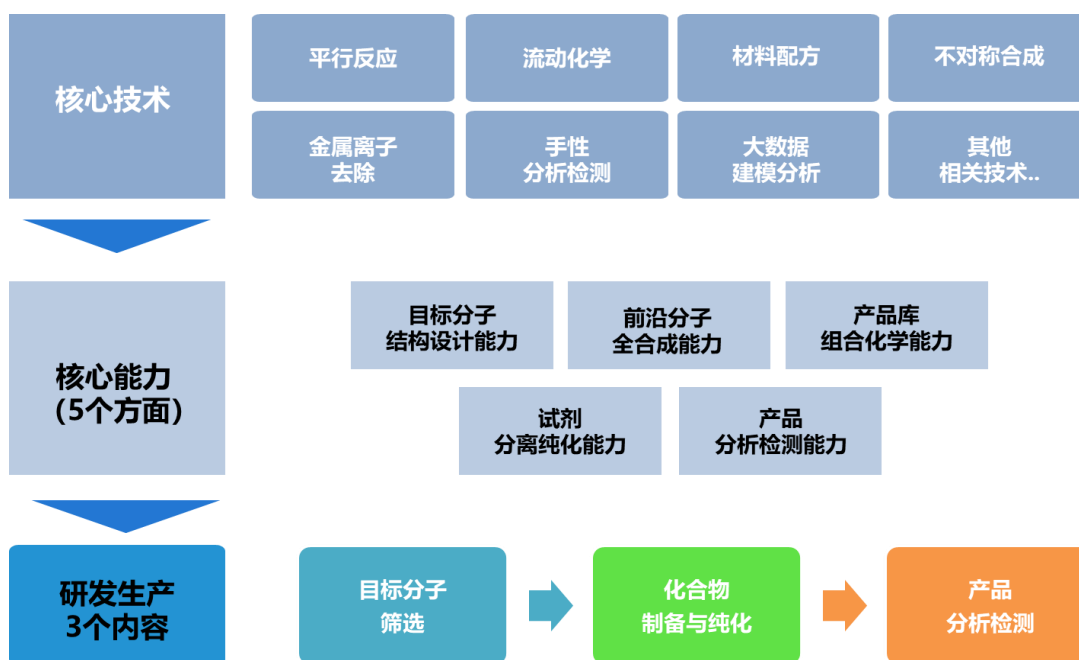 核心技术
平行反应
流动化学
材料配方
不对称合成
金属离子
去除
手性
分析检测
大数据
建模分析
其他
相关技术..
核心能力
(5个方面)
目标分子
结构设计能力
前沿分子
全合成能力
产品库
组合化学能力
试剂
分离纯化能力
产品
分析检测能力
研发生产
3个内容
目标分子
筛选
化合物
制备与纯化
产品
分析检测